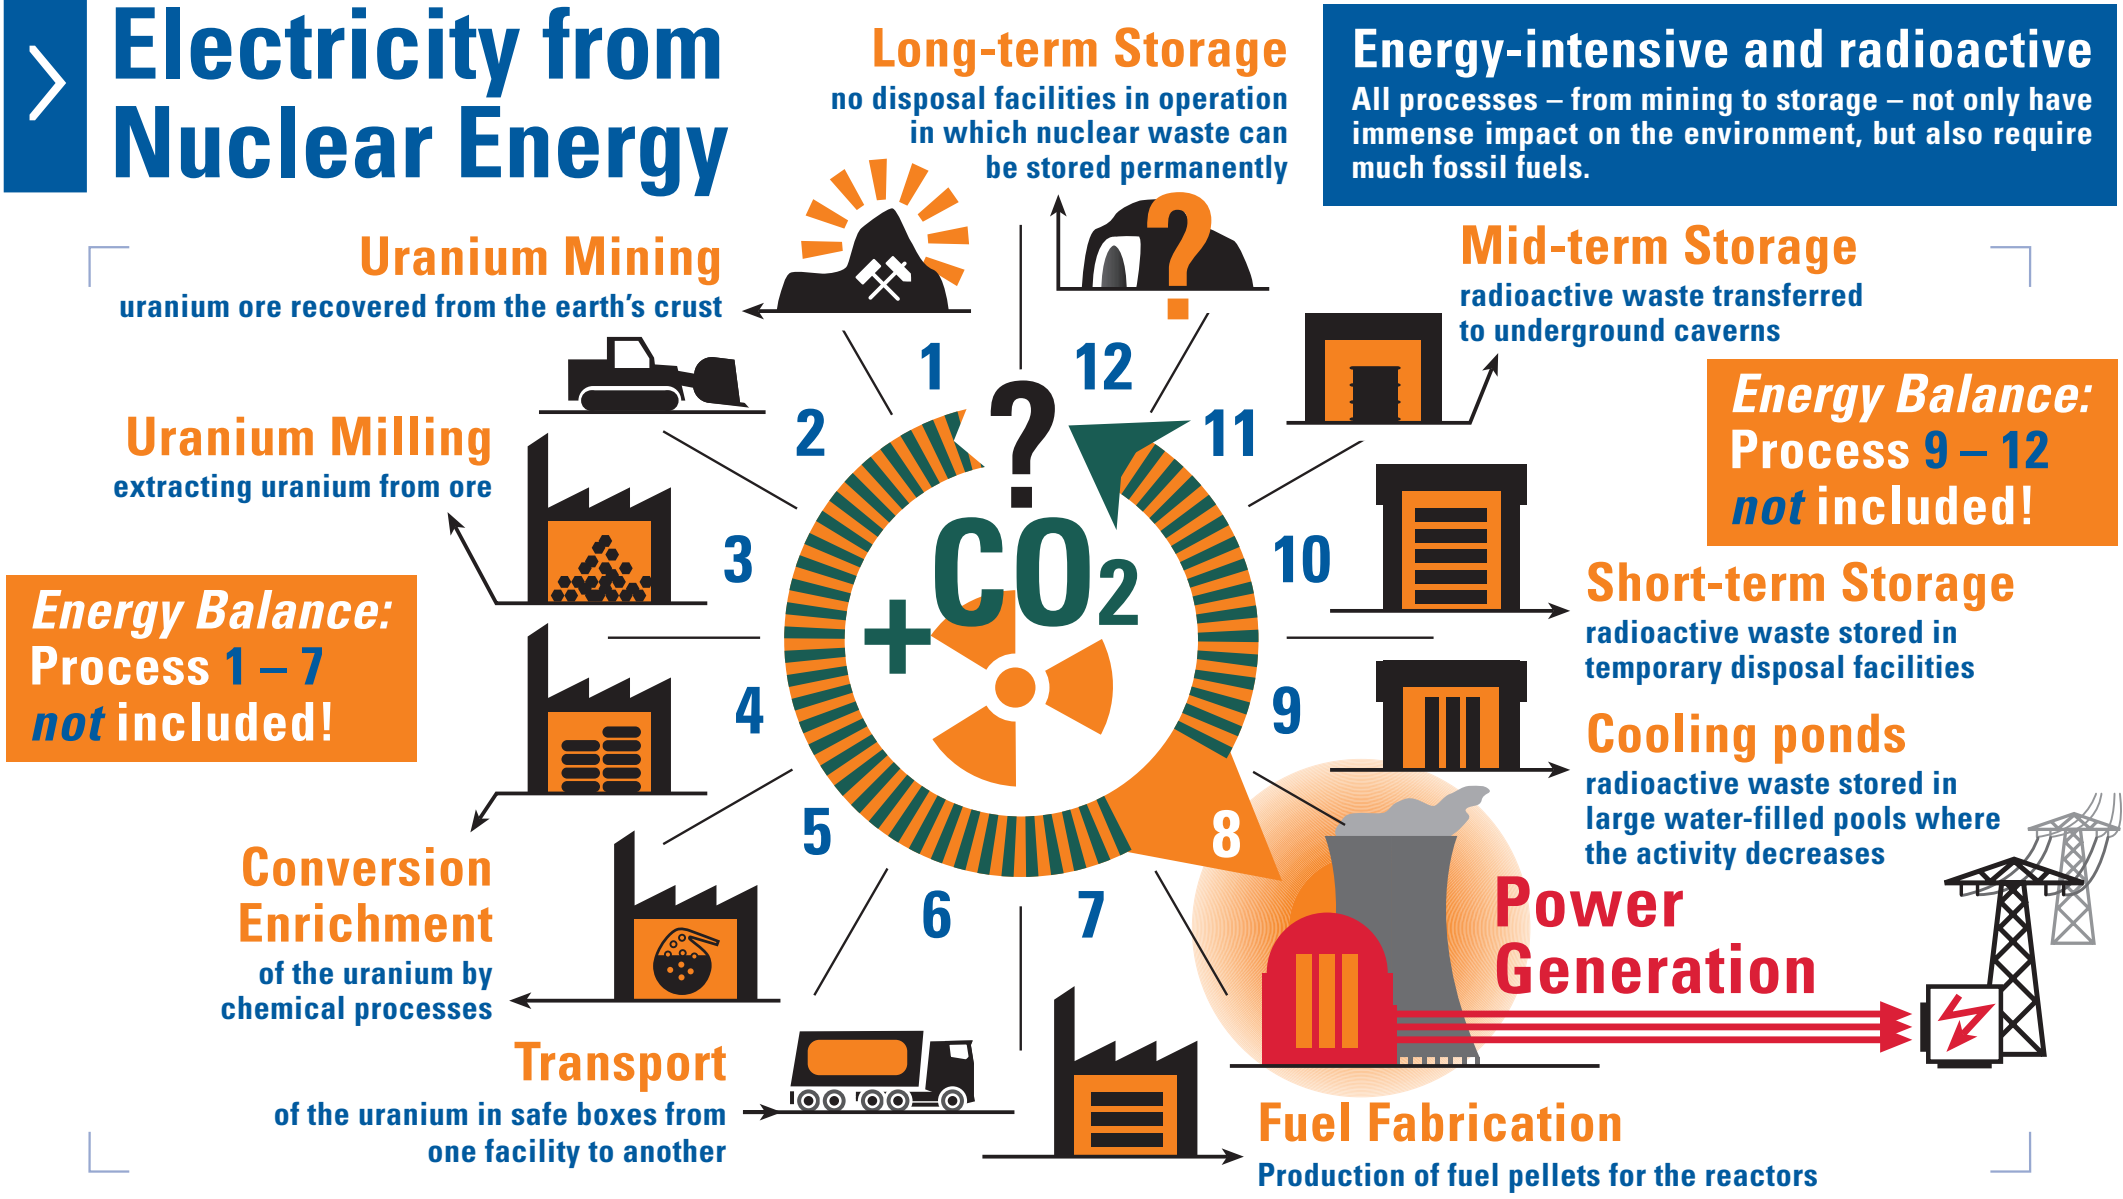 Electricity from
Nuclear Energy
Long-term Storage
no disposal facilities in operation
in which nuclear waste can
be stored permanently
Energy-intensive and radioactive
All processes – from mining to storage – not only have
immense impact on the environment, but also require
much fossil fuels.
Uranium Mining
uranium ore recovered from the earth’s crust
Mid-term Storage
radioactive waste transferred
to underground caverns
?
1
12
2
11
3
10
4
9
5
8
6
7
?
+CO2
Uranium Milling
extracting uranium from ore
Energy Balance:
Process 9 – 12
not included!
Energy Balance:
Process 1 – 7
not included!
Short-term Storage
radioactive waste stored in
temporary disposal facilities
Cooling ponds
radioactive waste stored in
large water-filled pools where
the activity decreases
Conversion
Enrichment
of the uranium by
chemical processes
Power
Generation
Transport
of the uranium in safe boxes from
one facility to another
Fuel Fabrication
Production of fuel pellets for the reactors